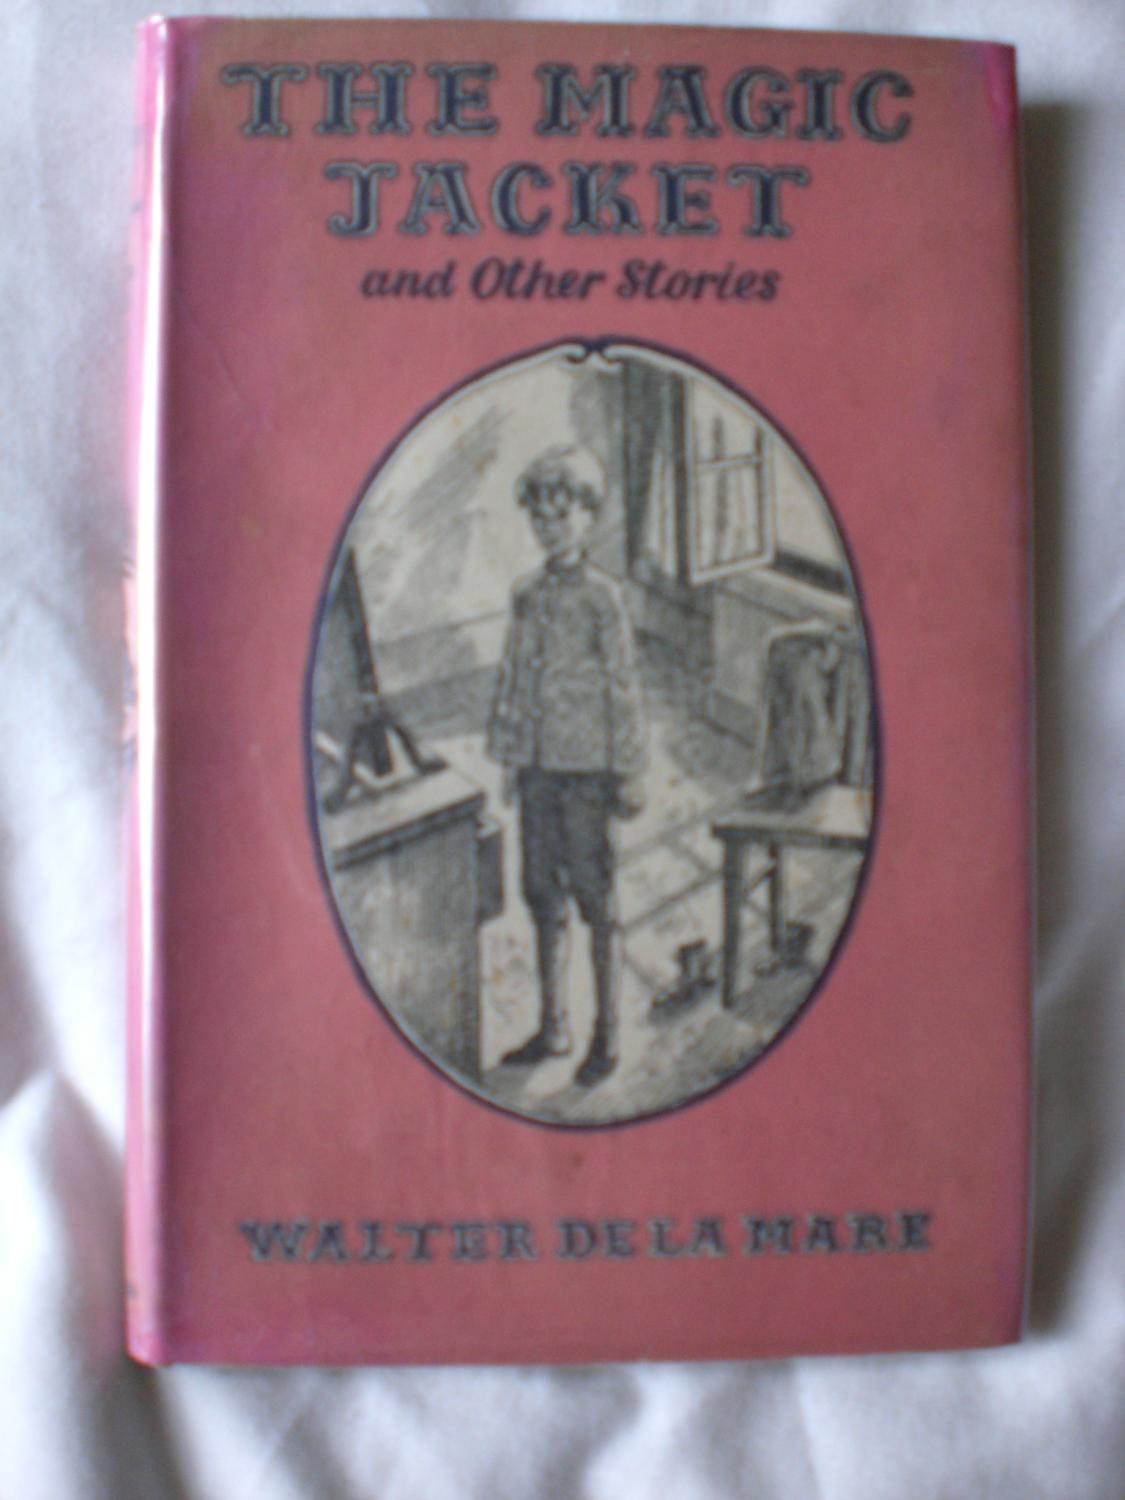 THE MAGIC
JACKET
and Other Stories
WALTER DE LA MARE